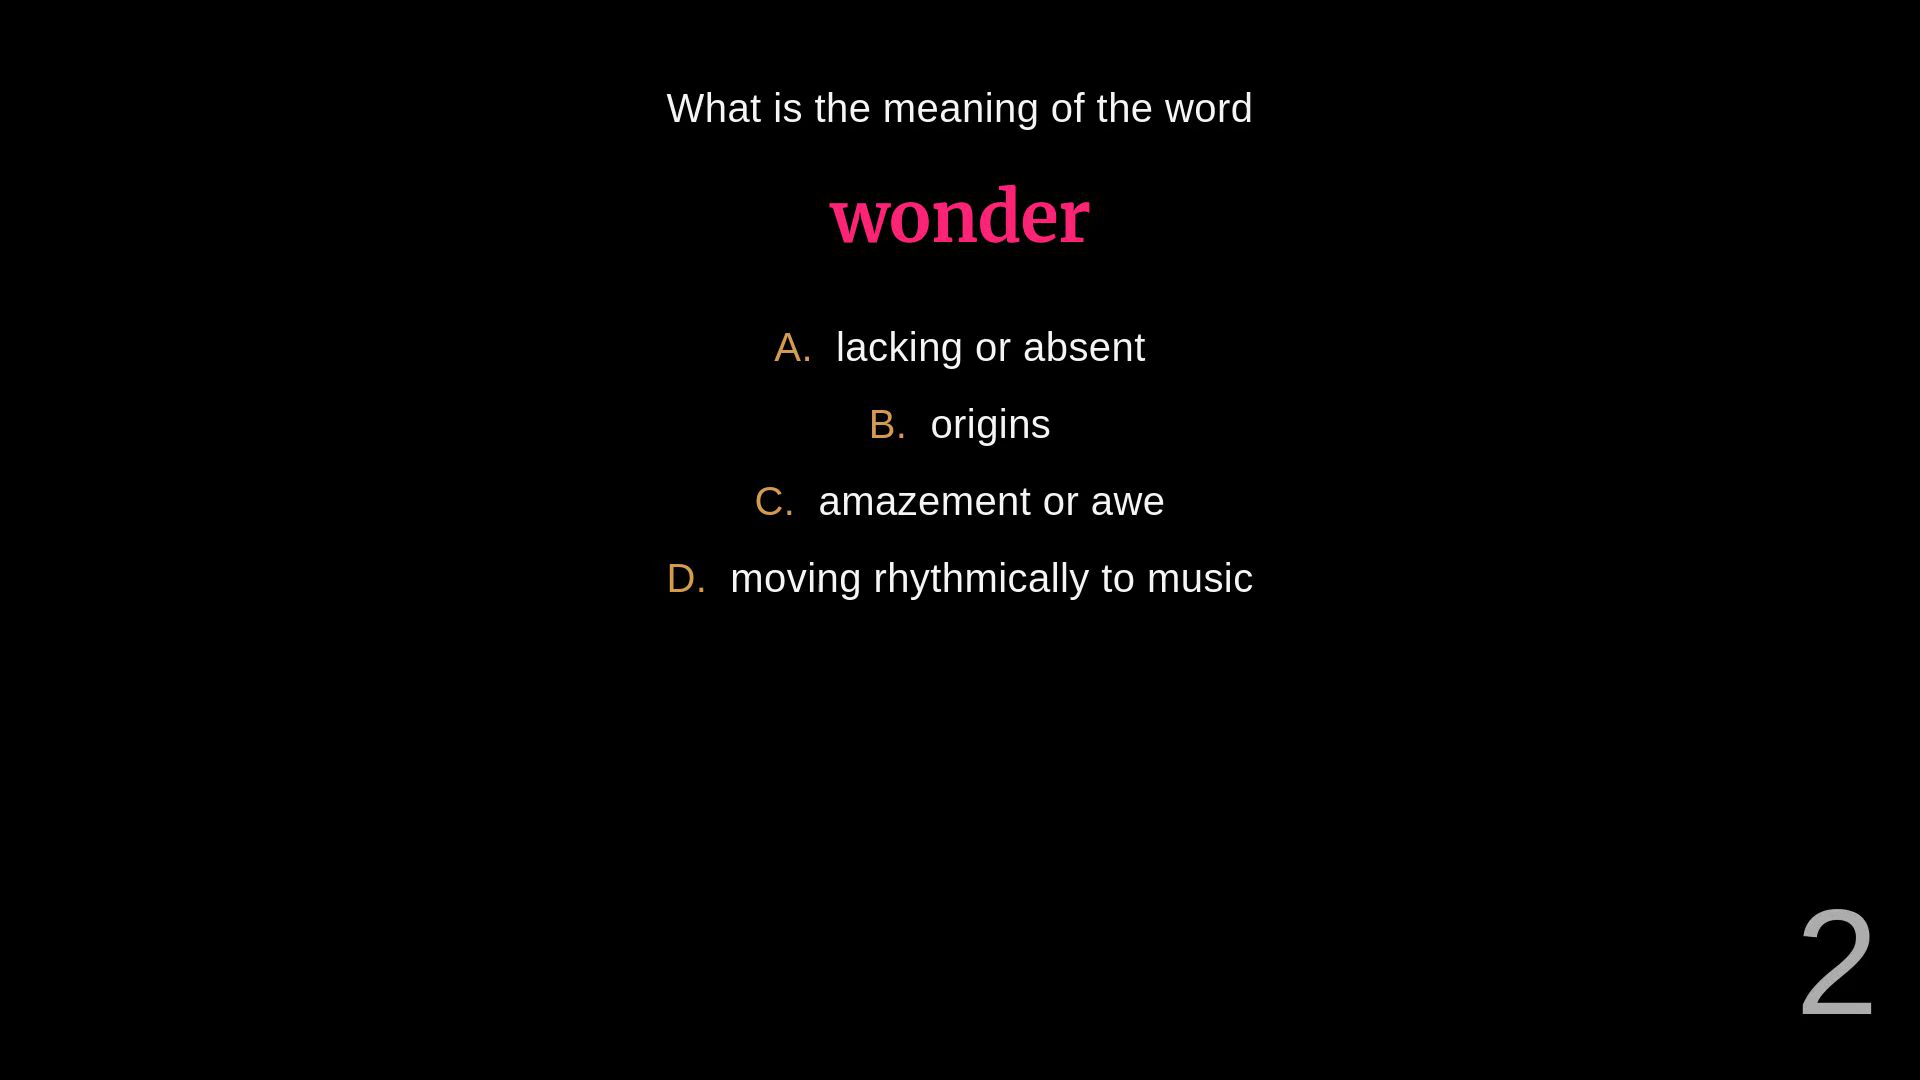 What is the meaning of the word
wonder
A. lacking or absent
B. origins
C. amazement or awe
D. moving rhythmically to music
2